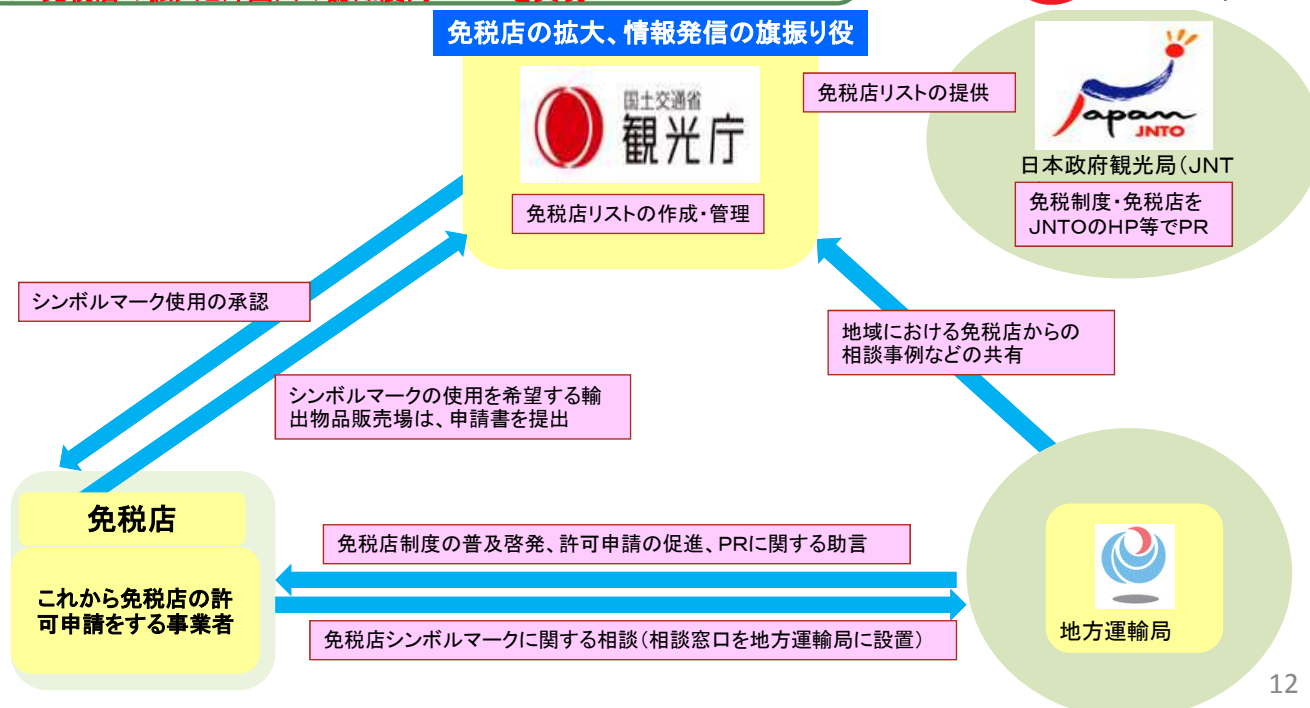 免税店の拡大、情報発信の旗振り役
国土交通省
観光庁
免税店リストの作成・管理
免税店リストの提供
Japan
JNTO
日本政府観光局(JNT
免税制度・免税店を
JNTOのHP等でPR
シンボルマーク使用の承認
シンボルマークの使用を希望する輸
出物品販売場は、申請書を提出
地域における免税店からの
相談事例などの共有
免税店
これから免税店の許
可申請をする事業者
免税店制度の普及啓発、許可申請の促進、PRに関する助言
免税店シンボルマークに関する相談(相談窓口を地方運輸局に設置)
地方運輸局
12